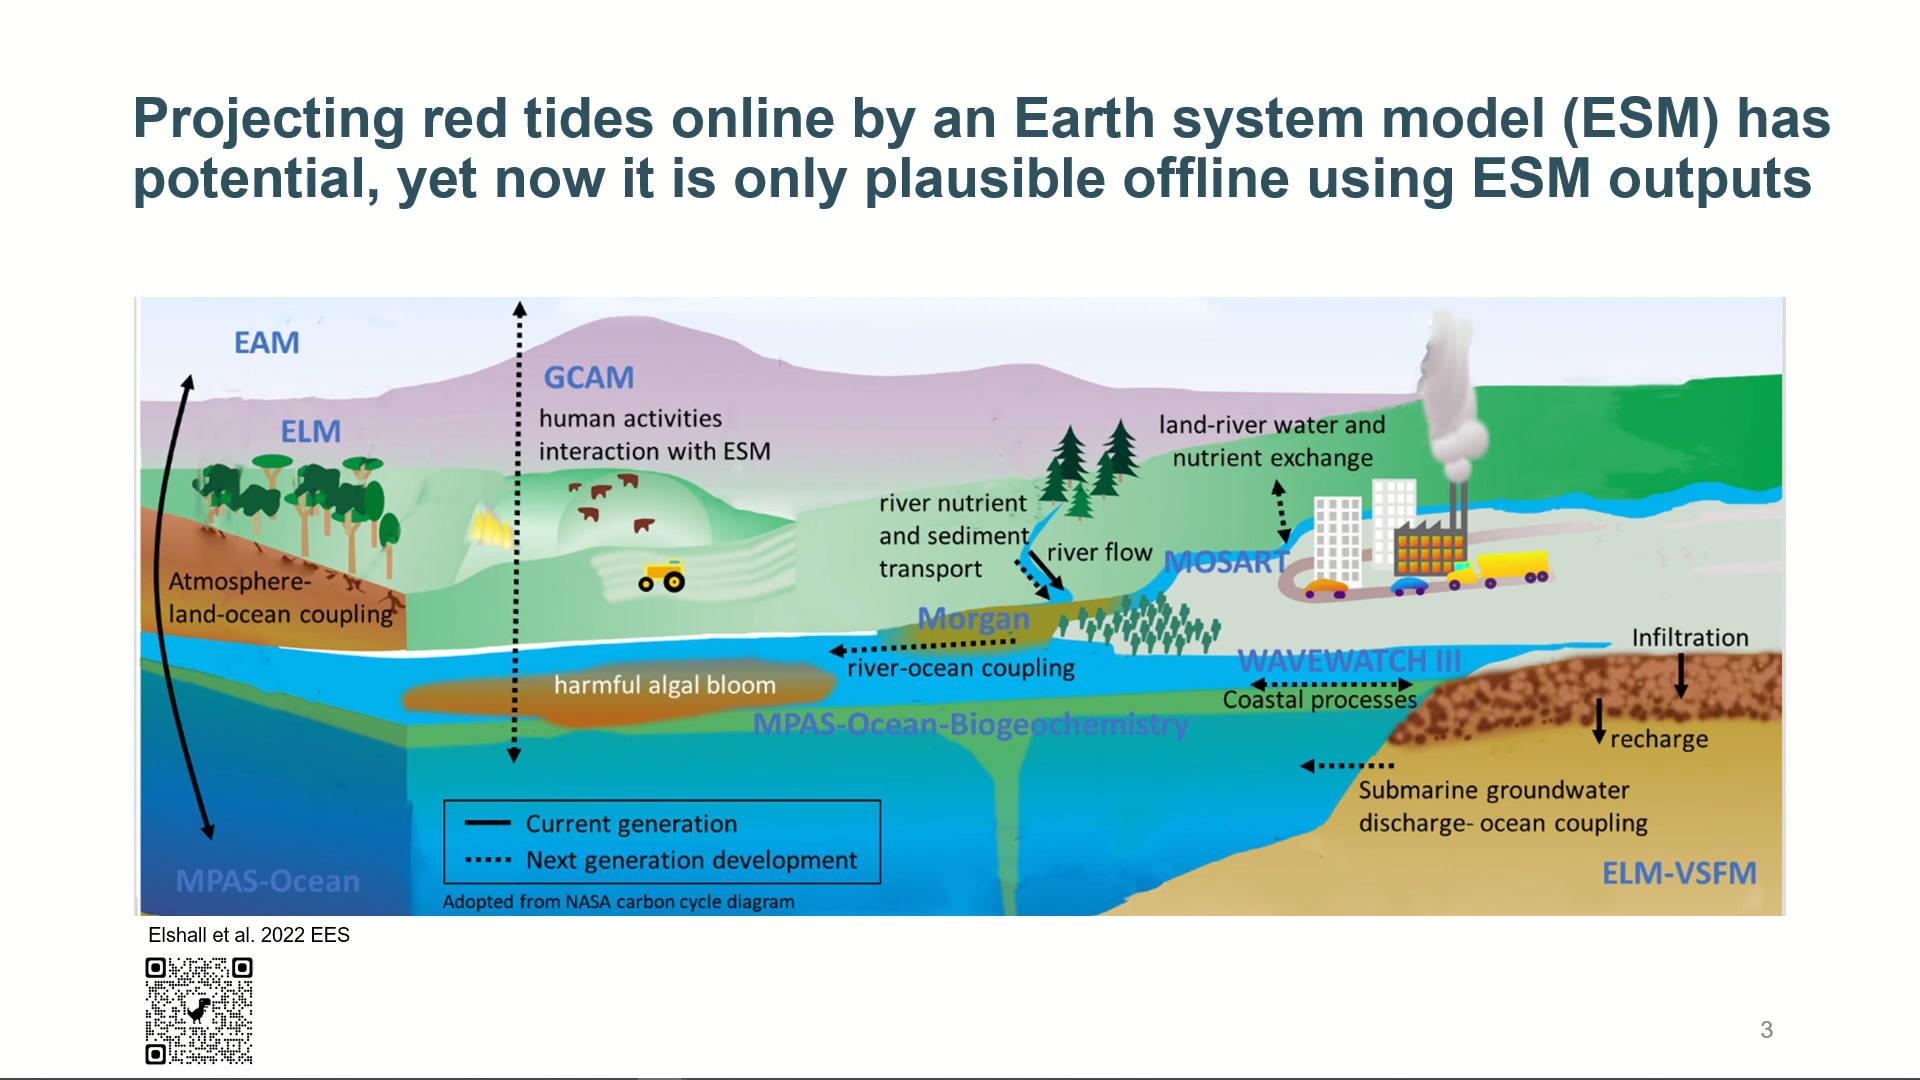 Projecting red tides online by an Earth system model (ESM) has
potential, yet now it is only plausible offline using ESM outputs
EAM
ELM
Atmosphere-
land-ocean coupling
MPAS-Ocean
GCAM
human activities
interaction with ESM
river nutrient
and sediment
transport
river flow
land-river water and
nutrient exchange
MOSART
Morgan
river-ocean coupling
harmful algal bloom
MPAS-Ocean-Biogeochemistry
WAVEWATCH III
Coastal processes
Infiltration
recharge
Submarine groundwater
discharge- ocean coupling
ELM-VSFM
Current generation
Next generation development
Adopted from NASA carbon cycle diagram
Elshall et al. 2022 EES
3